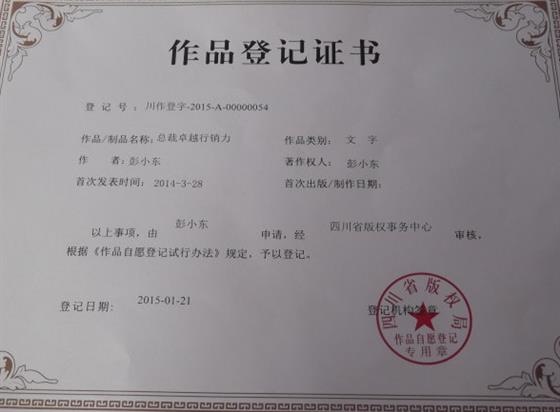 作品登记证书
登 记 号 ：川作登字-2015-A-00000054
作品/制品名称：总裁卓越行销力 作品类别： 文 字
作 者：彭小东 著作权人： 彭小东
首次发表时间：2014-3-28 首次出版/制作日期：
以上事项，由 彭小东 申请，经 四川省版权事务中心 审核，
根据《作品自愿登记试行办法》规定，予以登记。
登记日期： 2015-01-21 登记机构签章
四川省版权局
作品自愿登记
专用章